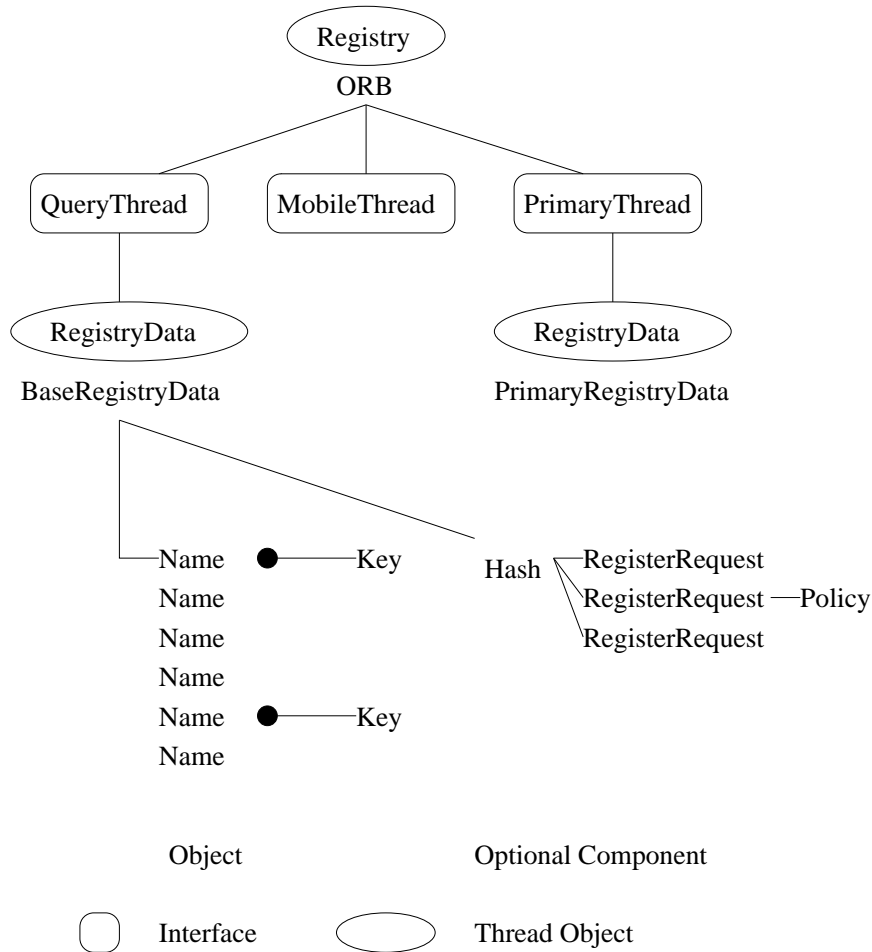 Registry
ORB
QueryThread MobileThread PrimaryThread
RegistryData RegistryData
BaseRegistryData PrimaryRegistryData
Name Key Hash RegisterRequest
Name RegisterRequest Policy
Name RegisterRequest
Name
Name Key
Name
Object Optional Component
Interface Thread Object